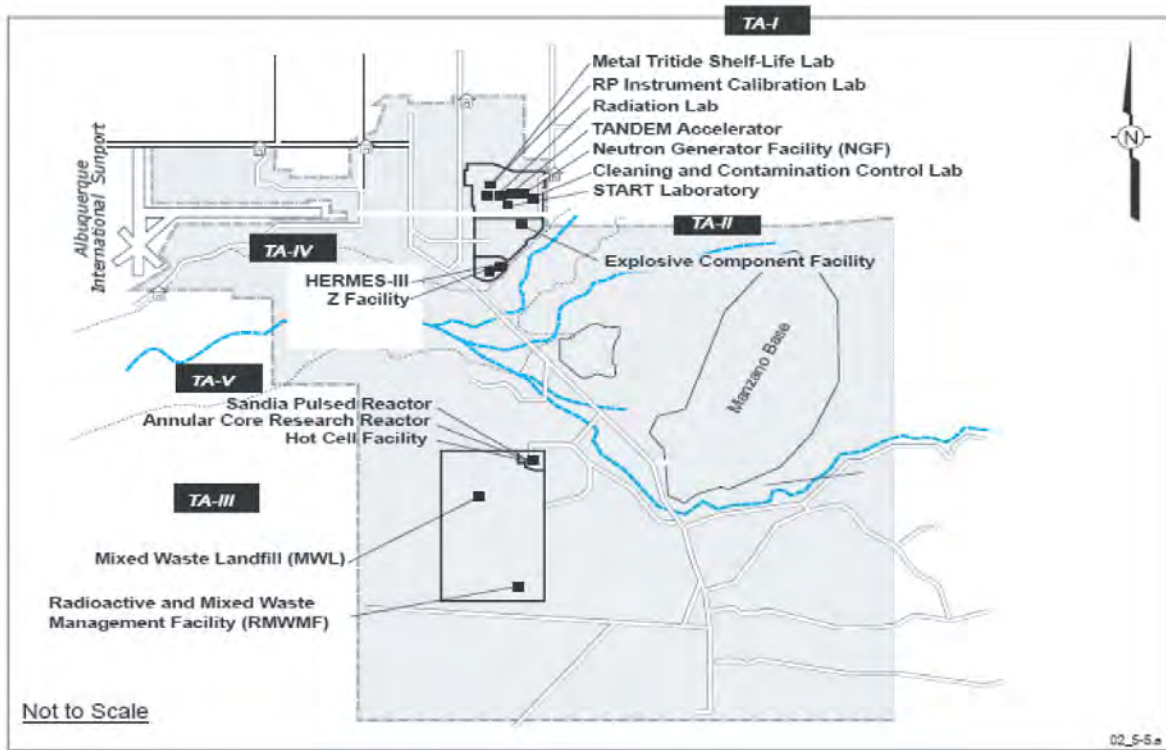 TA-I
Metal Tritide Shelf-Life Lab
RP Instrument Calibration Lab
Radiation Lab
TANDEM Accelerator
Neutron Generator Facility (NGF)
Cleaning and Contamination Control Lab
START Laboratory
N
Albuquerque
International Sunport
TA-II
TA-IV
Explosive Component Facility
HERMES-III
Z Facility
Manzano Base
TA-V
Sandia Pulsed Reactor
Annular Core Research Reactor
Hot Cell Facility
TA-III
Mixed Waste Landfill (MWL)
Radioactive and Mixed Waste
Management Facility (RMWMF)
Not to Scale
02_5-5.a